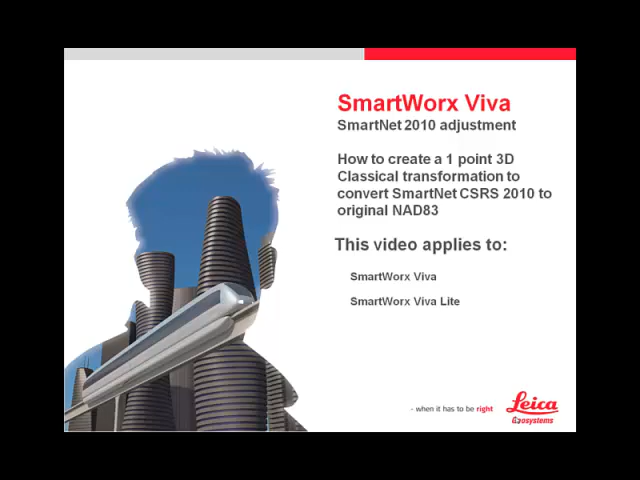 SmartWorx Viva
SmartNet 2010 adjustment
How to create a 1 point 3D
Classical transformation to
convert SmartNet CSRS 2010 to
original NAD83
This video applies to:
SmartWorx Viva
SmartWorx Viva Lite
- when it has to be right
Leica
Geosystems